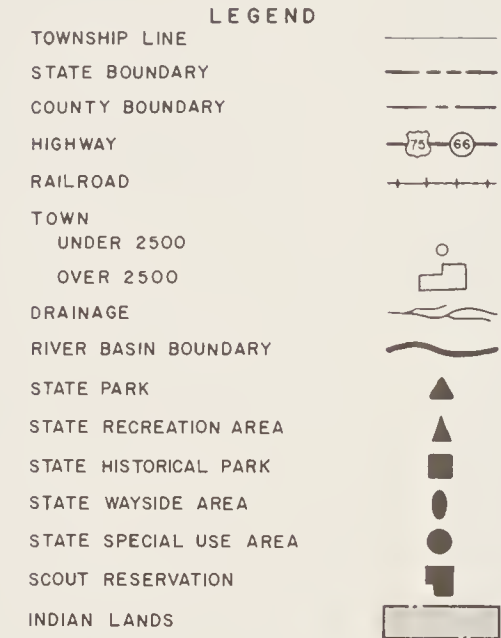 LEGEND
TOWNSHIP LINE
STATE BOUNDARY
COUNTY BOUNDARY
HIGHWAY 75 66
RAILROAD
TOWN
UNDER 2500
OVER 2500
DRAINAGE
RIVER BASIN BOUNDARY
STATE PARK
STATE RECREATION AREA
STATE HISTORICAL PARK
STATE WAYSIDE AREA
STATE SPECIAL USE AREA
SCOUT RESERVATION
INDIAN LANDS